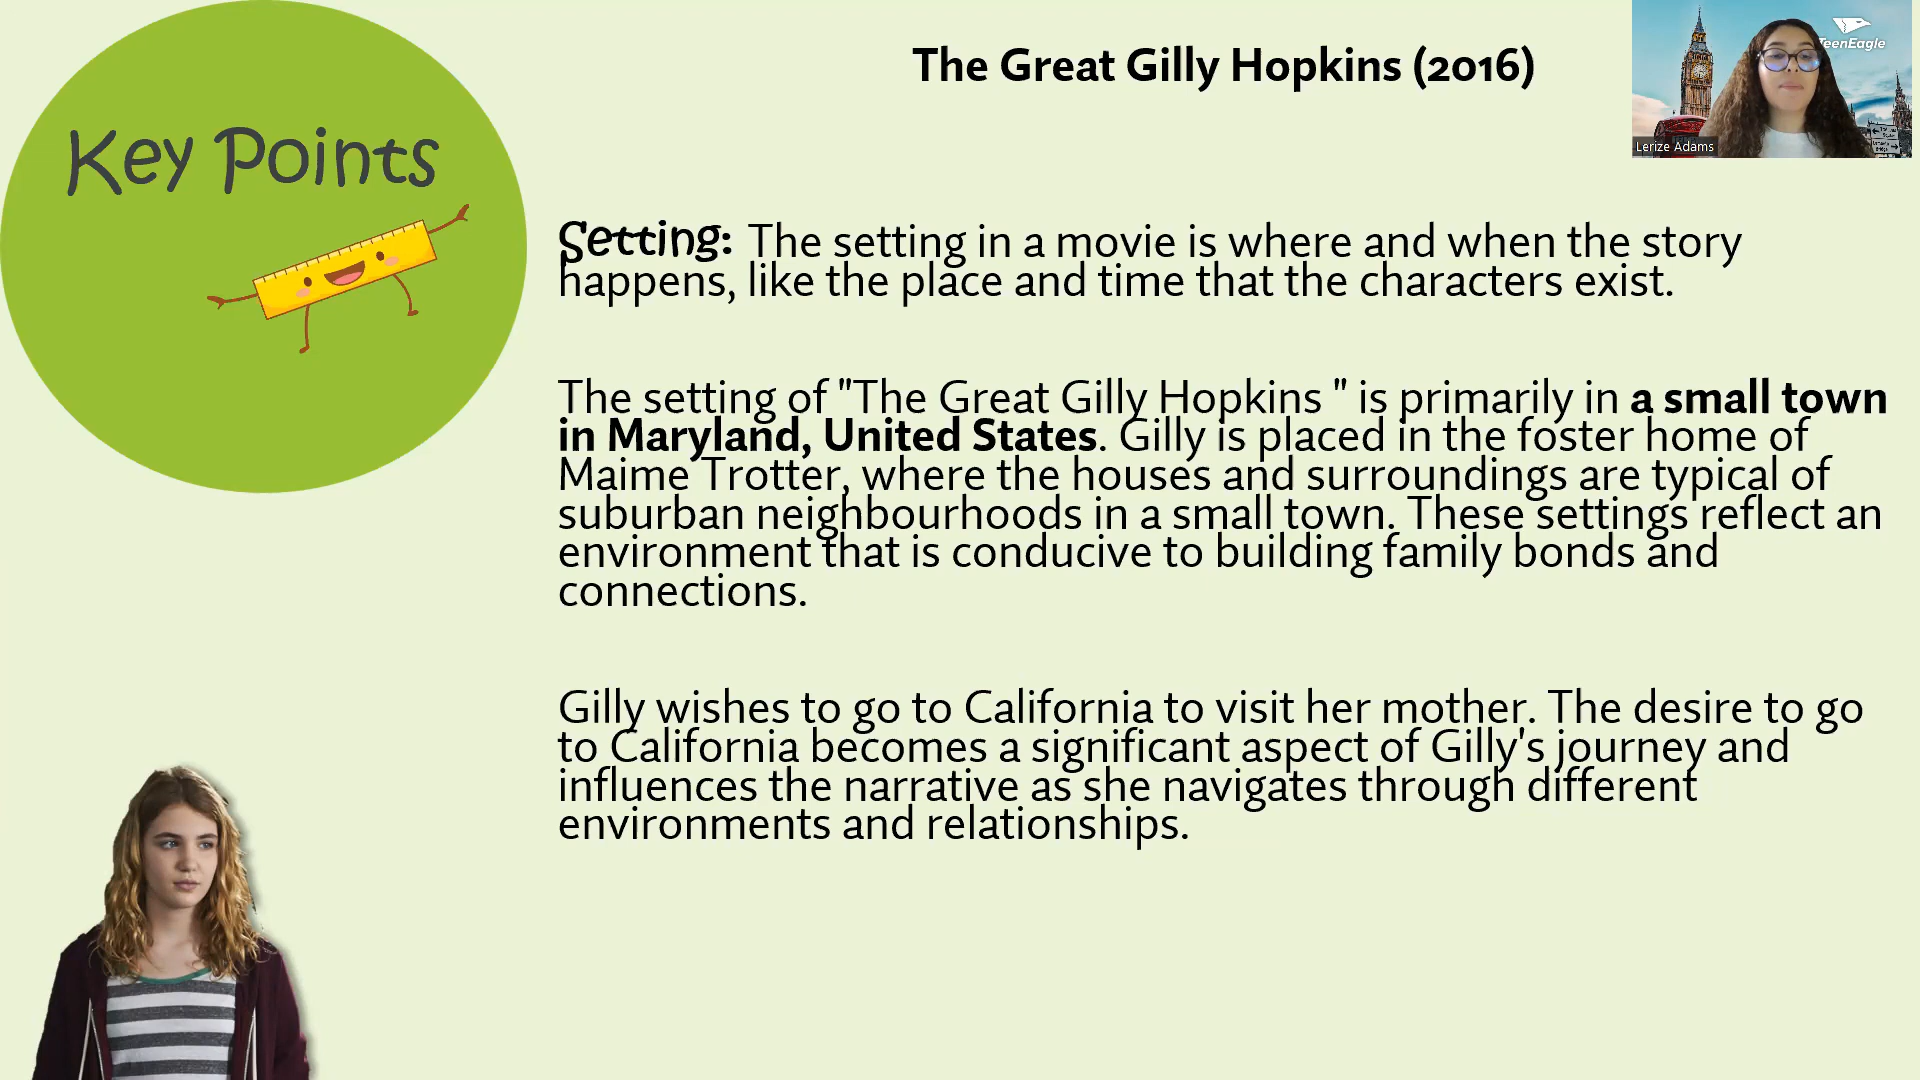 The Great Gilly Hopkins (2016)
TeenEagle
Lerize Adams
Key Points
Setting: The setting in a movie is where and when the story
happens, like the place and time that the characters exist.
The setting of "The Great Gilly Hopkins " is primarily in a small town
in Maryland, United States. Gilly is placed in the foster home of
Maime Trotter, where the houses and surroundings are typical of
suburban neighbourhoods in a small town. These settings reflect an
environment that is conducive to building family bonds and
connections.
Gilly wishes to go to California to visit her mother. The desire to go
to California becomes a significant aspect of Gilly's journey and
influences the narrative as she navigates through different
environments and relationships.